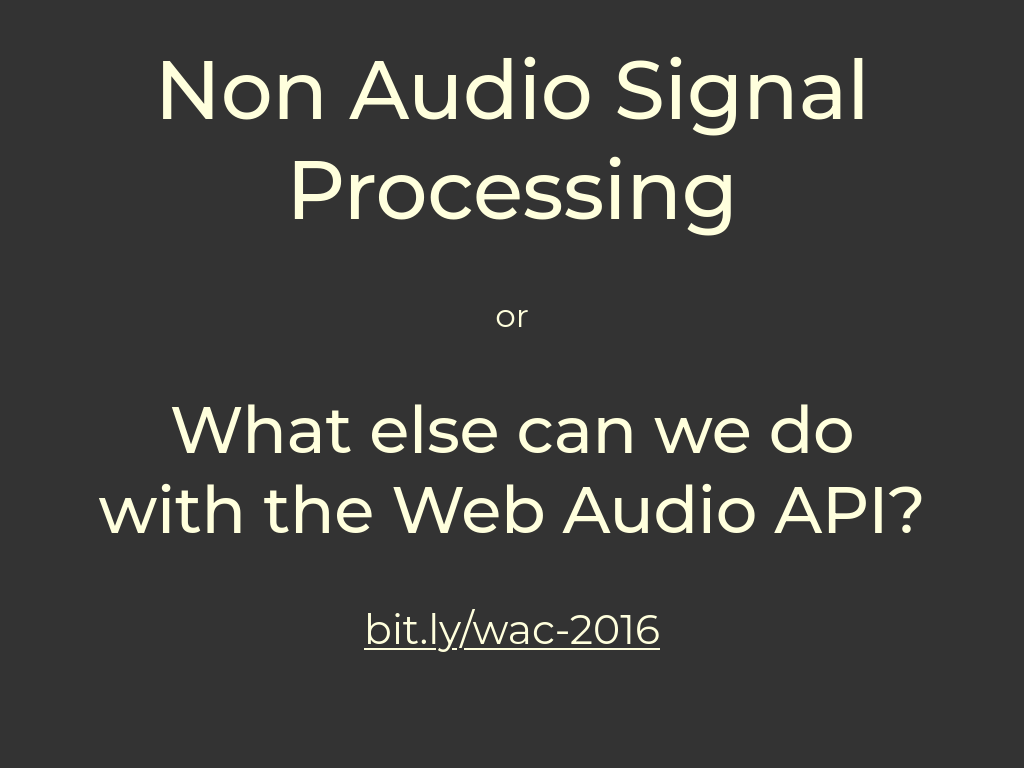 Non Audio Signal
Processing
or
What else can we do
with the Web Audio API?
bit.ly/wac-2016